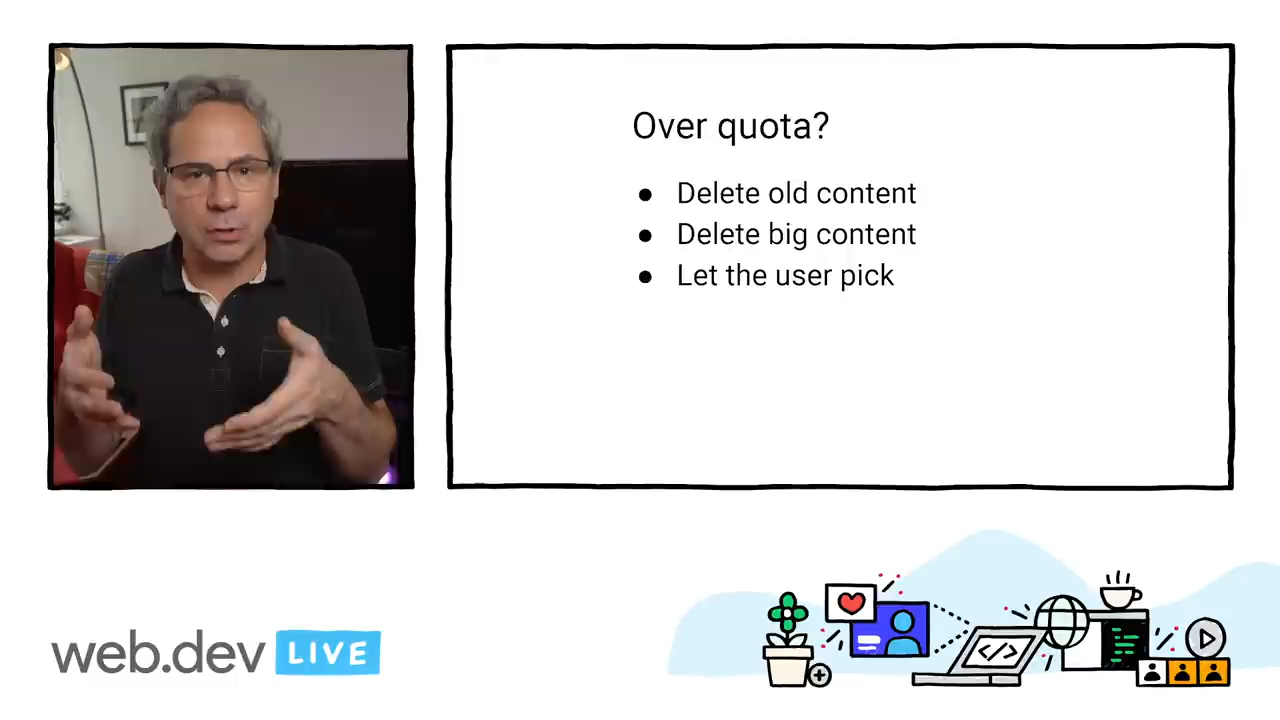 Over quota?
● Delete old content
● Delete big content
● Let the user pick
web.dev LIVE
</>